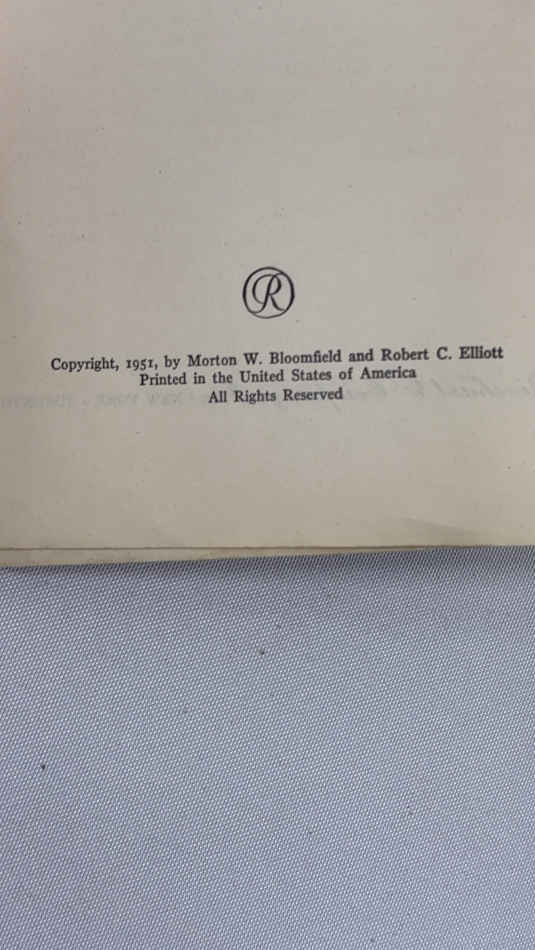 R
Copyright, 1951, by Morton W. Bloomfield and Robert C. Elliott
Printed in the United States of America
All Rights Reserved